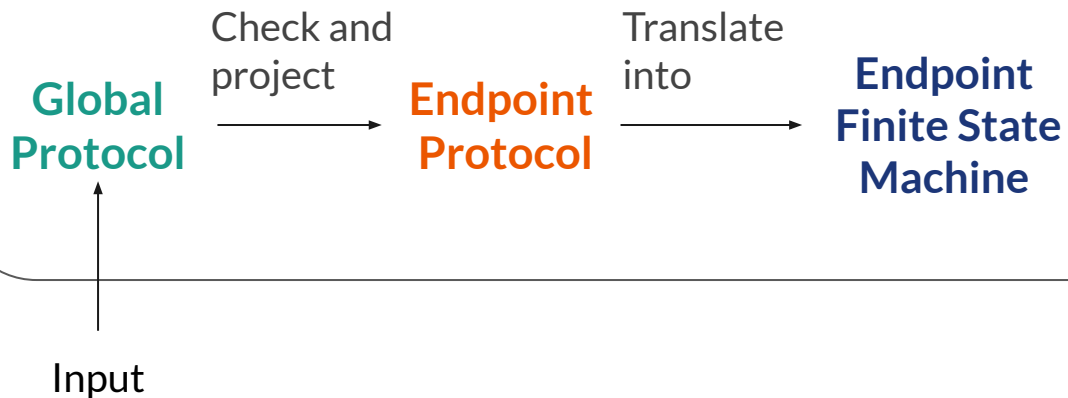 Check and
project
Translate
into
Global
Protocol
Endpoint
Protocol
Endpoint
Finite State
Machine
Input